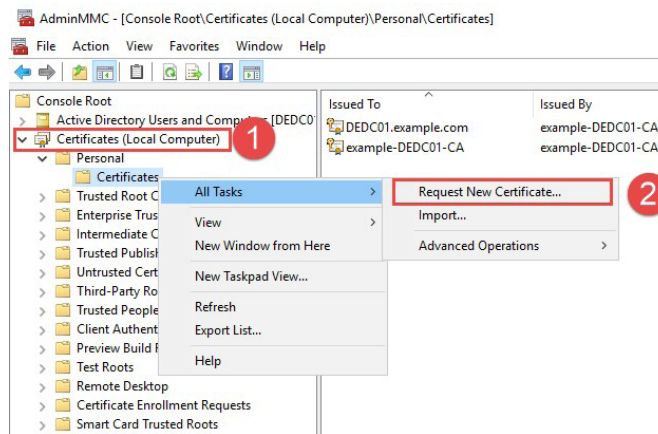 AdminMMC - [Console Root\Certificates (Local Computer)\Personal\Certificates]
File Action View Favorites Window Help
Console Root
Active Directory Users and Computers [DEDC0
Certificates (Local Computer)
1
Personal
Certificates
Trusted Root C
Enterprise Trus
Intermediate C
Trusted Publis
Untrusted Cert
Third-Party Ro
Trusted People
Client Authent
Preview Build F
Test Roots
Remote Desktop
Certificate Enrollment Requests
Smart Card Trusted Roots
Issued To Issued By
DEDC01.example.com example-DEDC01-CA
example-DEDC01-CA example-DEDC01-CA
All Tasks
View
New Window from Here
New Taskpad View...
Refresh
Export List...
Help
Request New Certificate...
2
Import...
Advanced Operations